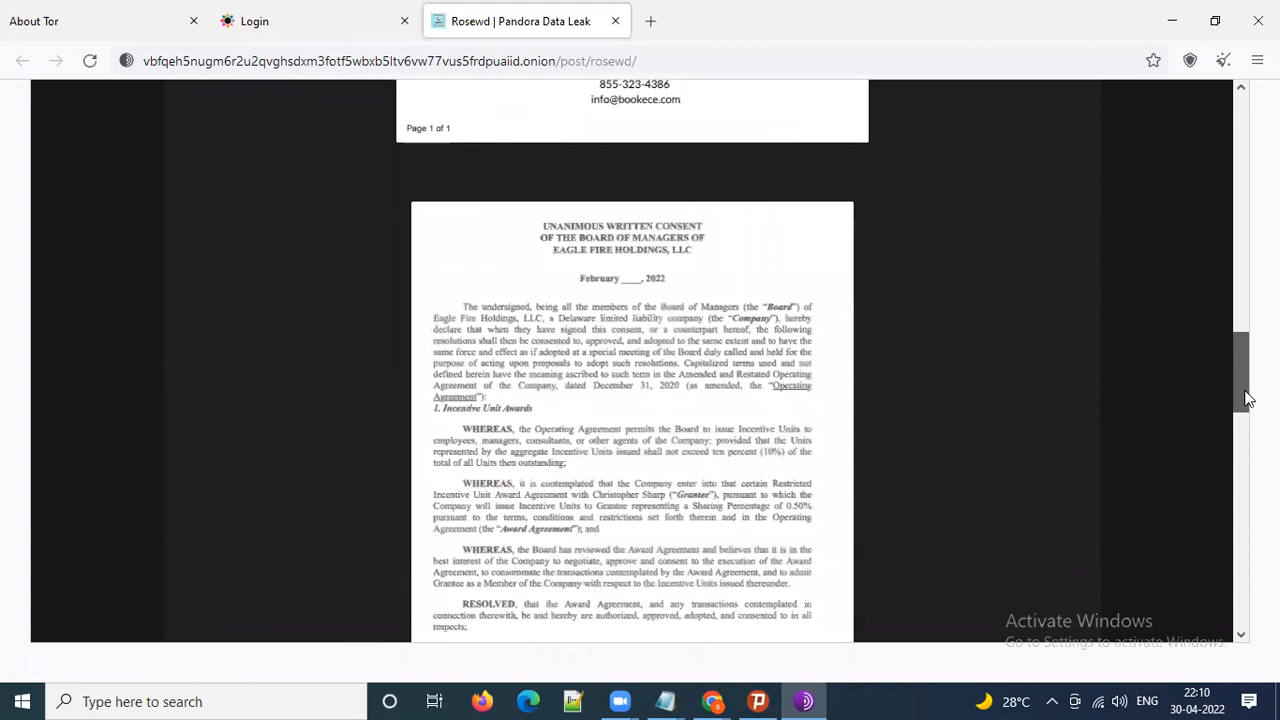 About Tor
Login
Rosewd | Pandora Data Leak
vbfqeh5nugm6r2u2qvghsdxm3fotf5wbxb5ltv6vw77vus5frdpuaiid.onion/post/rosewd/
855-323-4386
info@bookece.com
Page 1 of 1
UNANIMOUS WRITTEN CONSENT
OF THE BOARD OF MANAGERS OF
EAGLE FIRE HOLDINGS, LLC
February ____, 2022
The undersigned, being all the members of the Board of Managers (the “Board”) of
Eagle Fire Holdings, LLC, a Delaware limited liability company (the “Company”), hereby
declare that when they have signed this consent, or a counterpart hereof, the following
resolutions shall then be consented to, approved, and adopted to the same extent and to have the
same force and effect as if adopted at a special meeting of the Board duly called and held for the
purpose of acting upon proposals to adopt such resolutions. Capitalized terms used and not
defined herein have the meaning ascribed to such term in the Amended and Restated Operating
Agreement of the Company, dated December 31, 2020 (as amended, the “Operating
Agreement”):
1. Incentive Unit Awards
WHEREAS, the Operating Agreement permits the Board to issue Incentive Units to
employees, managers, consultants, or other agents of the Company; provided that the Units
represented by the aggregate Incentive Units issued shall not exceed ten percent (10%) of the
total of all Units then outstanding;
WHEREAS, it is contemplated that the Company enter into that certain Restricted
Incentive Unit Award Agreement with Christopher Sharp (“Grantee”), pursuant to which the
Company will issue Incentive Units to Grantee representing a Sharing Percentage of 0.50%
pursuant to the terms, conditions and restrictions set forth therein and in the Operating
Agreement (the “Award Agreement”); and
WHEREAS, the Board has reviewed the Award Agreement and believes that it is in the
best interest of the Company to negotiate, approve and consent to the execution of the Award
Agreement, to consummate the transactions contemplated by the Award Agreement, and to admit
Grantee as a Member of the Company with respect to the Incentive Units issued thereunder.
RESOLVED, that the Award Agreement, and any transactions contemplated in
connection therewith, be and hereby are authorized, approved, adopted, and consented to in all
respects;
Activate Windows
Go to Settings to activate Windows.
Type here to search
28°C
ENG
22:10
30-04-2022